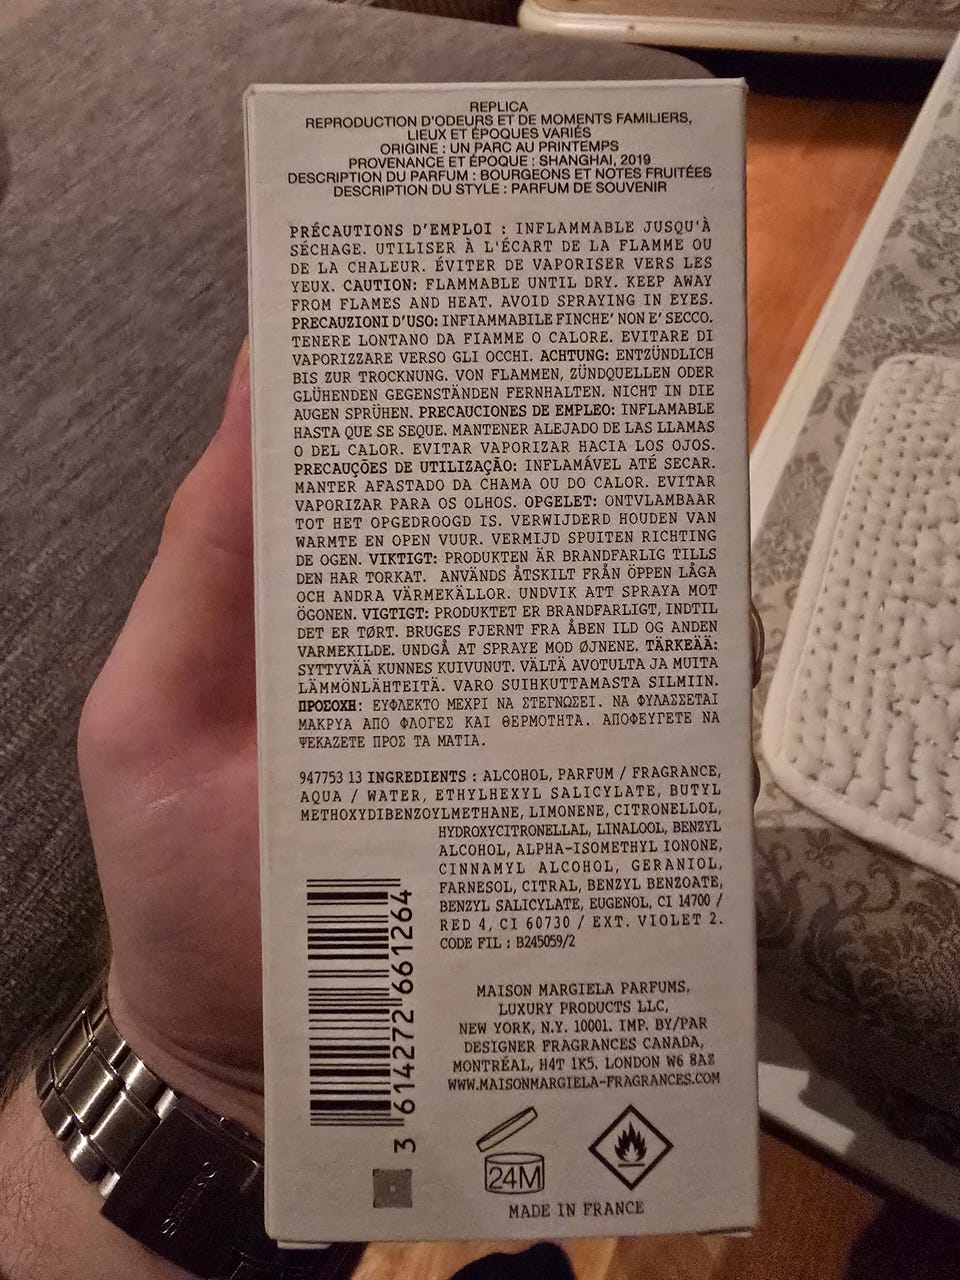 REPLICA
REPRODUCTION D'ODEURS ET DE MOMENTS FAMILIERS,
LIEUX ET ÉPOQUES VARIÉS
ORIGINE : UN PARC AU PRINTEMPS
PROVENANCE ET ÉPOQUE : SHANGHAI, 2019
DESCRIPTION DU PARFUM : BOURGEONS ET NOTES FRUITÉES
DESCRIPTION DU STYLE : PARFUM DE SOUVENIR
PRÉCAUTIONS D'EMPLOI : INFLAMMABLE JUSQU'À
SÉCHAGE. UTILISER À L'ÉCART DE LA FLAMME OU
DE LA CHALEUR. ÉVITER DE VAPORISER VERS LES
YEUX. CAUTION: FLAMMABLE UNTIL DRY. KEEP AWAY
FROM FLAMES AND HEAT. AVOID SPRAYING IN EYES.
PRECAUZIONI D'USO: INFIAMMABILE FINCHE' NON E' SECCO.
TENERE LONTANO DA FIAMME O CALORE. EVITARE DI
VAPORIZZARE VERSO GLI OCCHI. ACHTUNG: ENTZÜNDLICH
BIS ZUR TROCKNUNG. VON FLAMMEN, ZÜNDQUELLEN ODER
GLÜHENDEN GEGENSTÄNDEN FERNHALTEN. NICHT IN DIE
AUGEN SPRÜHEN. PRECAUCIONES DE EMPLEO: INFLAMABLE
HASTA QUE SE SEQUE. MANTENER ALEJADO DE LAS LLAMAS
O DEL CALOR. EVITAR VAPORIZAR HACIA LOS OJOS.
PRECAUÇÕES DE UTILIZAÇÃO: INFLAMÁVEL ATÉ SECAR.
MANTER AFASTADO DA CHAMA OU DO CALOR. EVITAR
VAPORIZAR PARA OS OLHOS. OPGELET: ONTVLAMBAAR
TOT HET OPGEDROOGD IS. VERWIJDERD HOUDEN VAN
WARMTE EN OPEN VUUR. VERMIJD SPUITEN RICHTING
DE OGEN. VIKTIGT: PRODUKTEN ÄR BRANDFARLIG TILLS
DEN HAR TORKAT. ANVÄNDS ÅTSKILT FRÅN ÖPPEN LÅGA
OCH ANDRA VÄRMEKÄLLOR. UNDVIK ATT SPRAYA MOT
ÖGONEN. VIGTIGT: PRODUKTET ER BRANDFARLIGT, INDTIL
DET ER TØRT. BRUGES FJERNT FRA ÅBEN ILD OG ANDEN
VARMEKILDE. UNDGÅ AT SPRAYE MOD ØJNENE. TÄRKEÄÄ:
SYTTYVÄÄ KUNNES KUIVUNUT. VÄLTÄ AVOTULTA JA MUITA
LÄMMÖNLÄHTEITÄ. VARO SUIHKUTTAMASTA SILMIIN.
ΠΡΟΣΟΧΗ: ΕΥΦΛΕΚΤΟ ΜΕΧΡΙ ΝΑ ΣΤΕΓΝΩΣΕΙ. ΝΑ ΦΥΛΑΣΣΕΤΑΙ
ΜΑΚΡΥΑ ΑΠΟ ΦΛΟΓΕΣ ΚΑΙ ΘΕΡΜΟΤΗΤΑ. ΑΠΟΦΕΥΓΕΤΕ ΝΑ
ΨΕΚΑΖΕΤΕ ΠΡΟΣ ΤΑ ΜΑΤΙΑ.
947753 13 INGREDIENTS : ALCOHOL, PARFUM / FRAGRANCE,
AQUA / WATER, ETHYLHEXYL SALICYLATE, BUTYL
METHOXYDIBENZOYLMETHANE, LIMONENE, CITRONELLOL,
HYDROXYCITRONELLAL, LINALOOL, BENZYL
ALCOHOL, ALPHA-ISOMETHYL IONONE,
CINNAMYL ALCOHOL, GERANIOL,
FARNESOL, CITRAL, BENZYL BENZOATE,
BENZYL SALICYLATE, EUGENOL, CI 14700 /
RED 4, CI 60730 / EXT. VIOLET 2.
CODE FIL : B245059/2
3 614272 661264
MAISON MARGIELA PARFUMS,
LUXURY PRODUCTS LLC,
NEW YORK, N.Y. 10001. IMP. BY/PAR
DESIGNER FRAGRANCES CANADA,
MONTRÉAL, H4T 1K5. LONDON W6 8AZ
WWW.MAISONMARGIELA-FRAGRANCES.COM
24M
MADE IN FRANCE